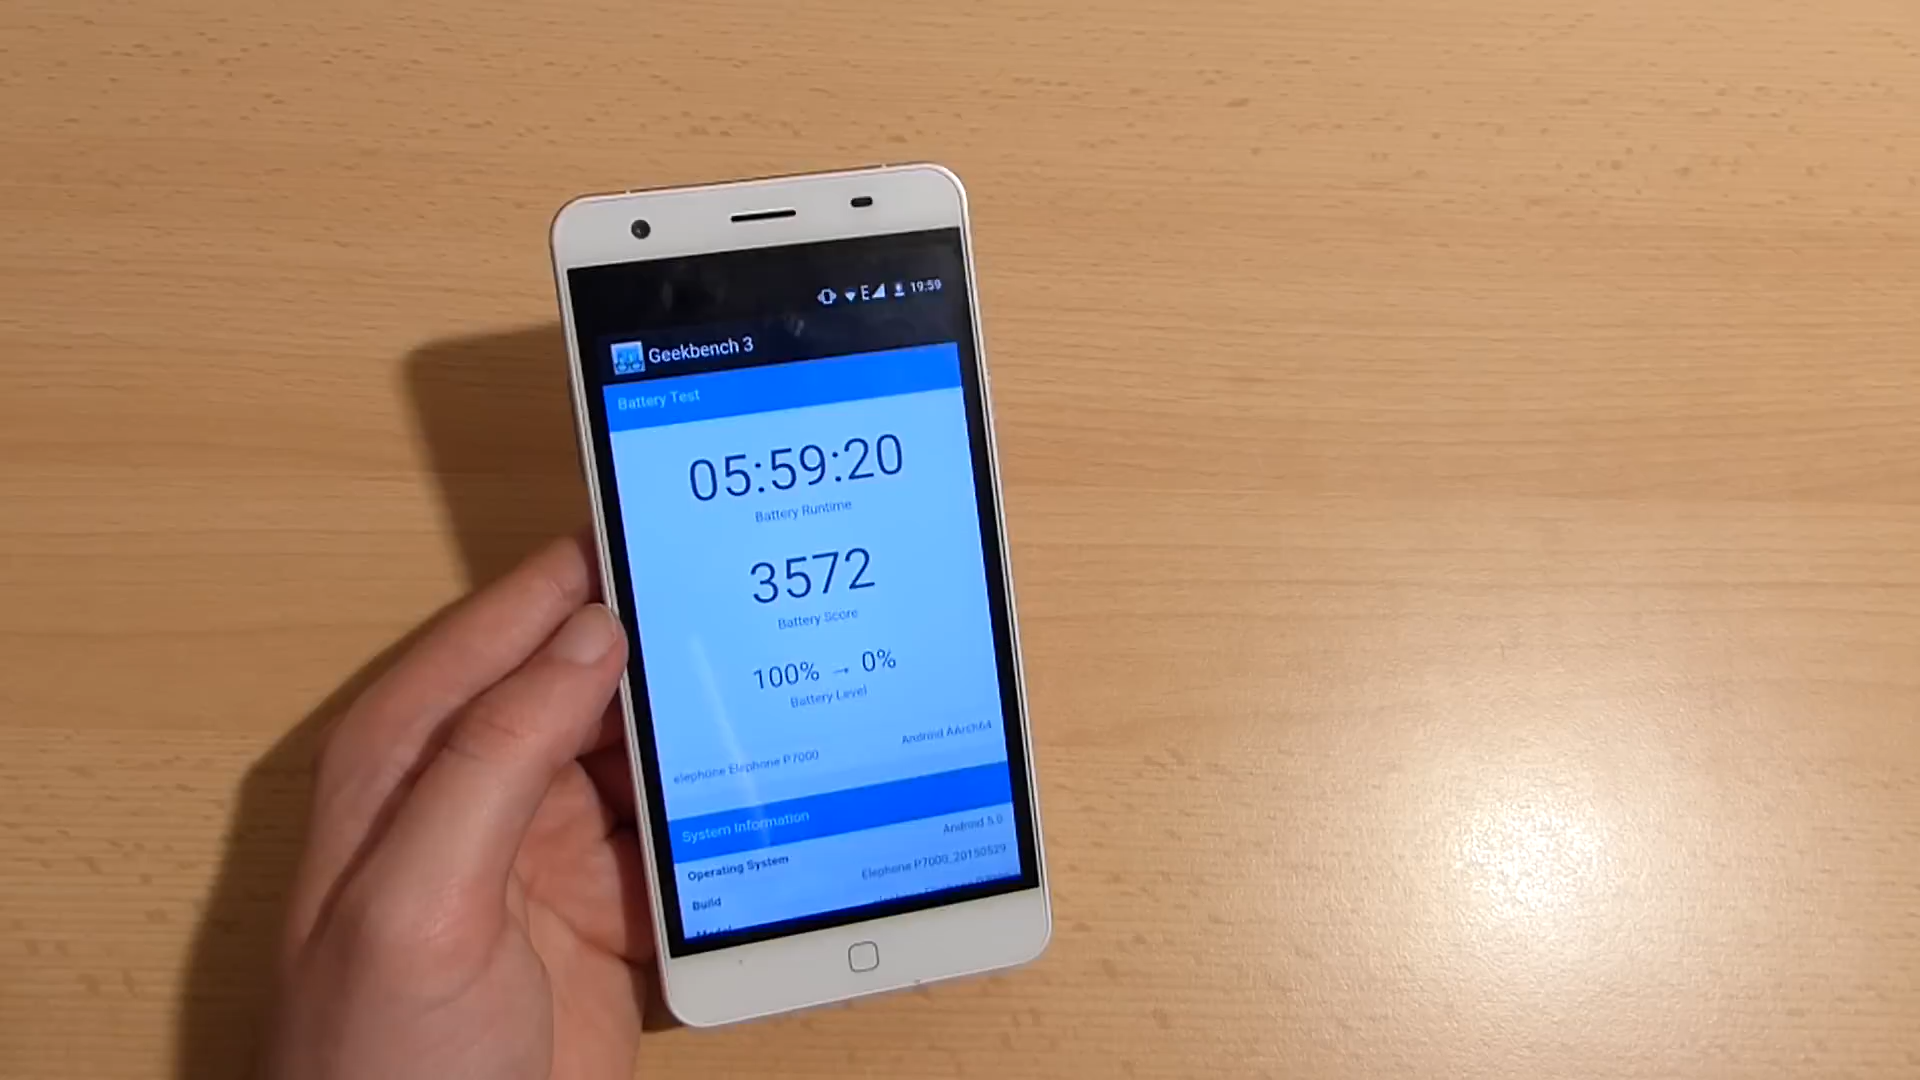 E 19:59
Geekbench 3
Battery Test
05:59:20
Battery Runtime
3572
Battery Score
100% → 0%
Battery Level
elephone Elephone P7000 Android AArch64
System Information
Operating System Android 5.0
Build Elephone P7000_20150529
Model